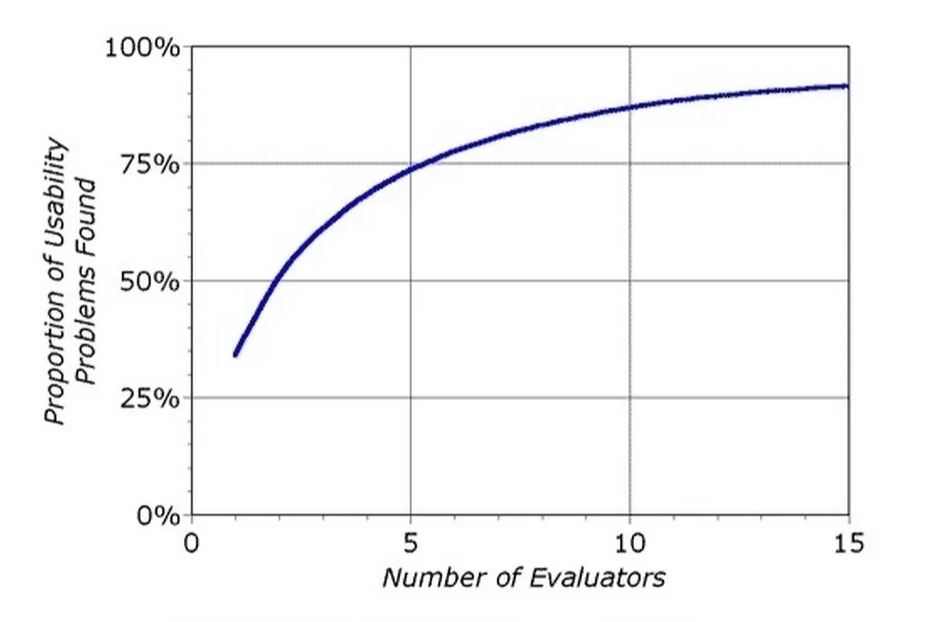 100%
75%
50%
25%
0%
Proportion of Usability
Problems Found
0 5 10 15
Number of Evaluators